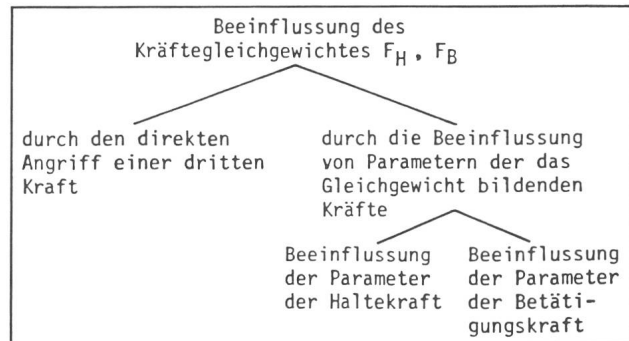 Beeinflussung des
Kräftegleichgewichtes F_H , F_B
durch den direkten
Angriff einer dritten
Kraft
durch die Beeinflussung
von Parametern der das
Gleichgewicht bildenden
Kräfte
Beeinflussung
der Parameter
der Haltekraft
Beeinflussung
der Parameter
der Betäti-
gungskraft